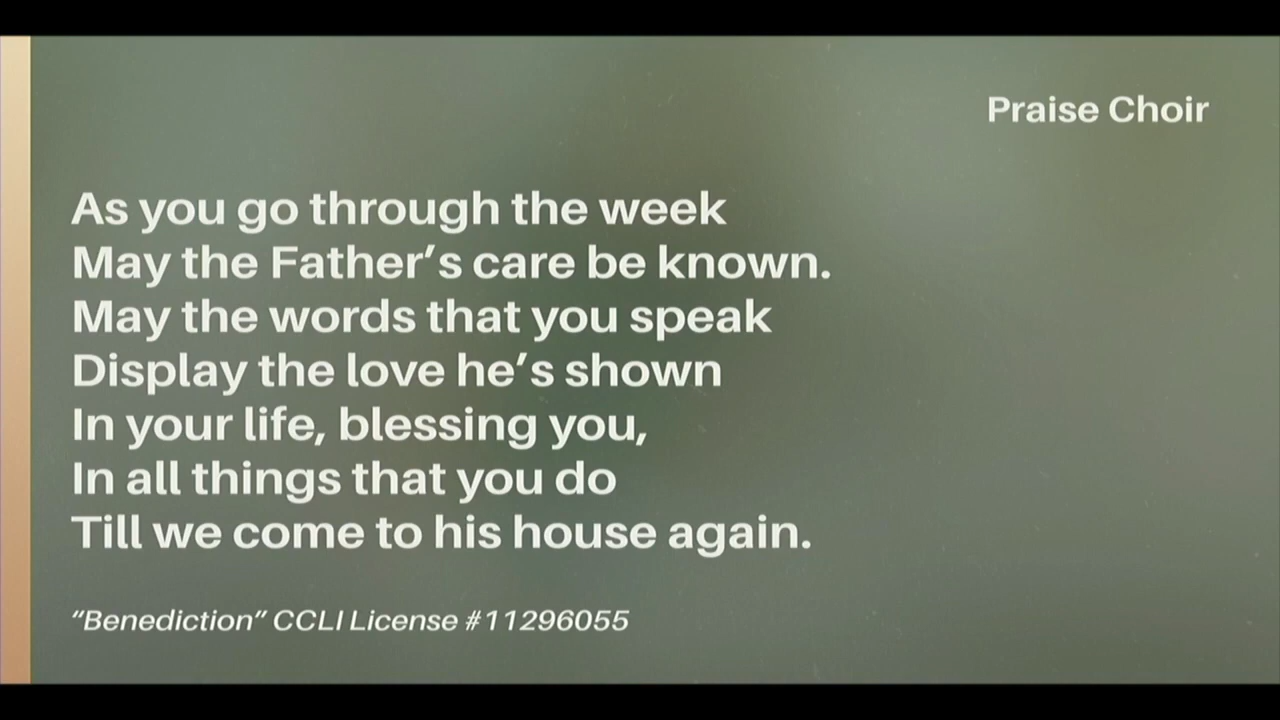 Praise Choir
As you go through the week
May the Father’s care be known.
May the words that you speak
Display the love he’s shown
In your life, blessing you,
In all things that you do
Till we come to his house again.
“Benediction” CCLI License #11296055